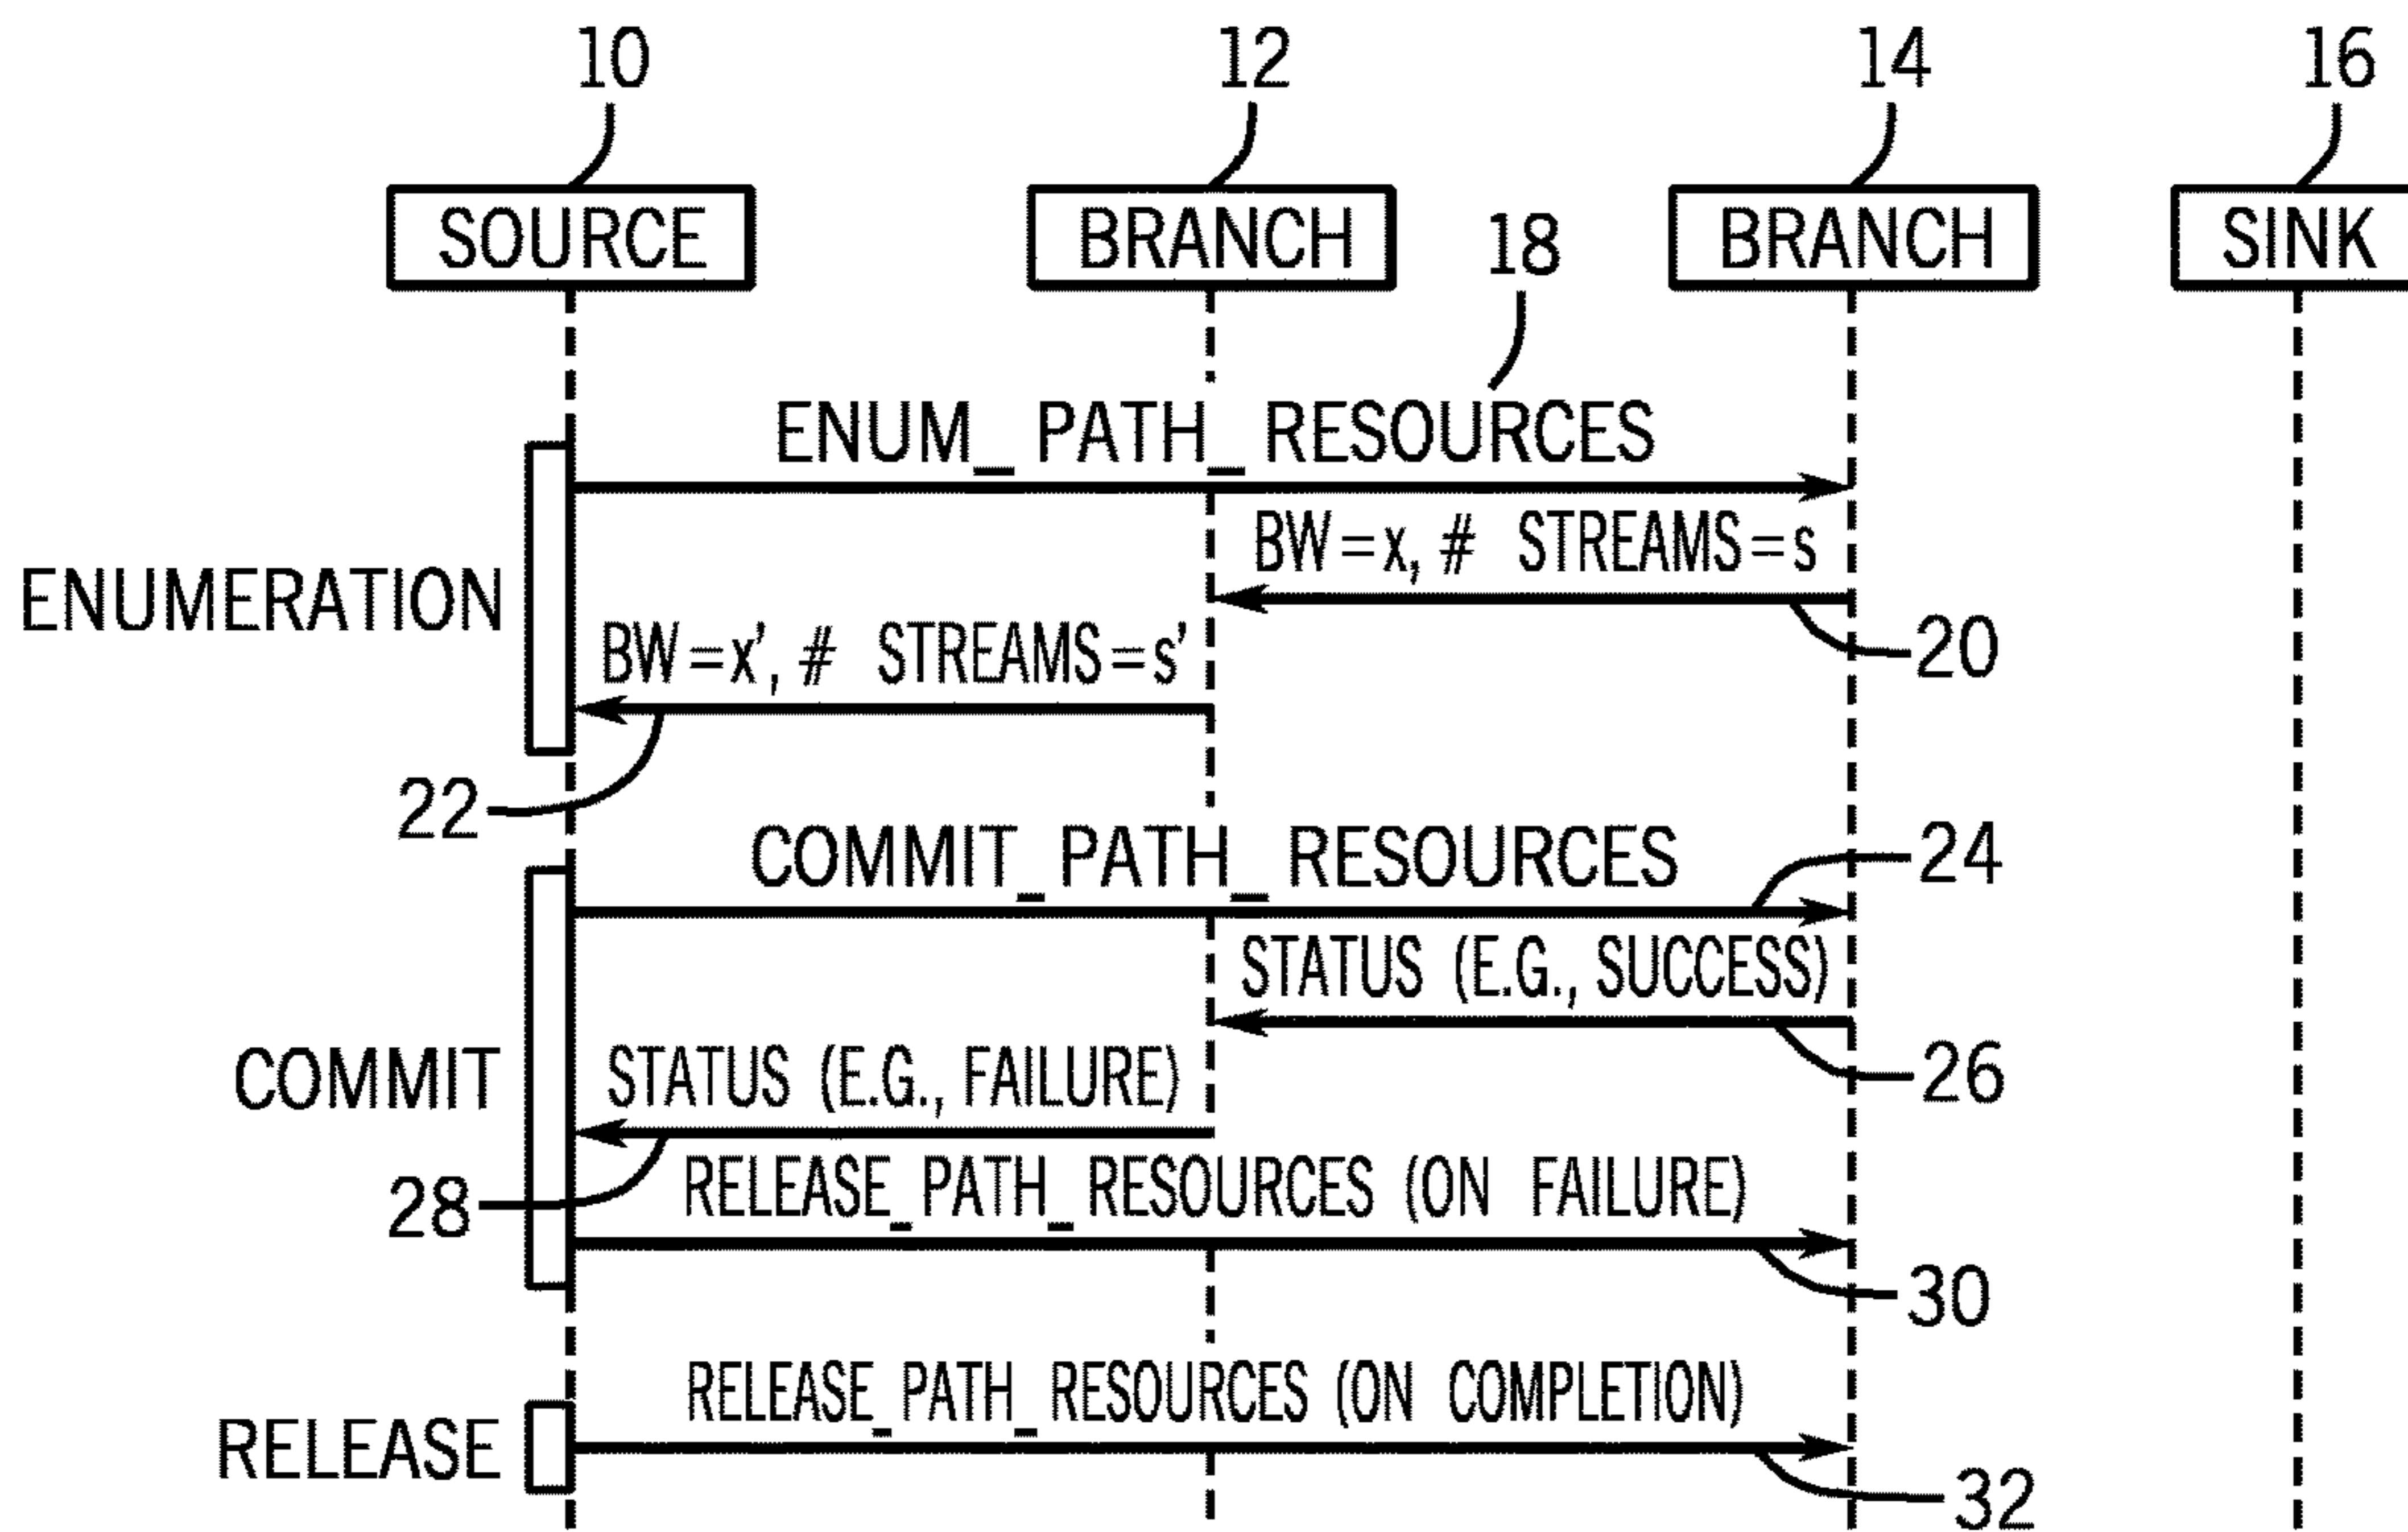 10 12 14 16
SOURCE BRANCH BRANCH SINK
18
ENUM_ PATH_ RESOURCES
BW=x, # STREAMS=s
ENUMERATION
20
BW=x', # STREAMS=s'
22
COMMIT_PATH_ RESOURCES 24
STATUS (E.G., SUCCESS)
COMMIT
STATUS (E.G., FAILURE) 26
28
RELEASE_PATH_ RESOURCES (ON FAILURE)
30
RELEASE_PATH_ RESOURCES (ON COMPLETION)
RELEASE
32